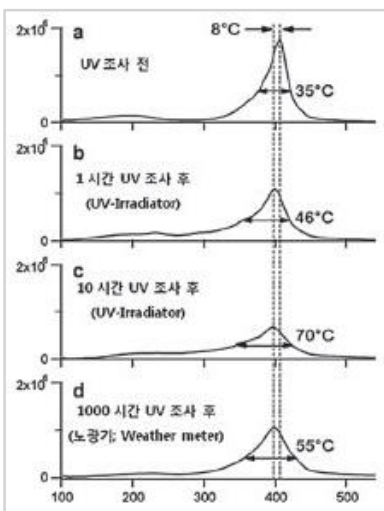 8°C
2x10⁶
a
UV 조사 전
35°C
0
2x10⁶
b
1 시간 UV 조사 후
(UV-Irradiator)
46°C
0
2x10⁶
c
10 시간 UV 조사 후
(UV-Irradiator)
70°C
0
2x10⁶
d
1000 시간 UV 조사 후
(노광기; Weather meter)
55°C
0
100 200 300 400 500